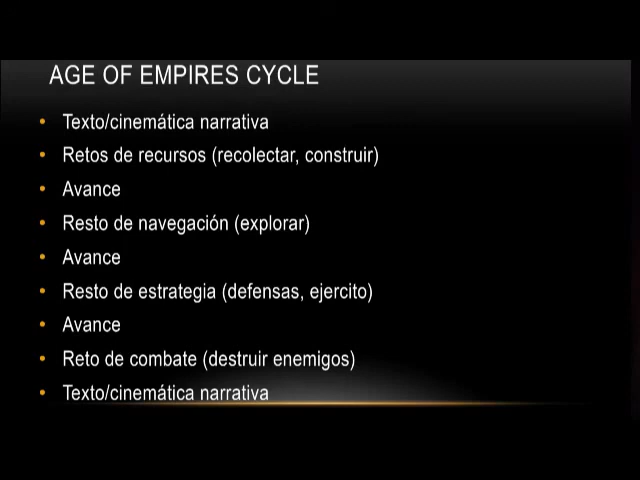 AGE OF EMPIRES CYCLE
• Texto/cinemática narrativa
• Retos de recursos (recolectar, construir)
• Avance
• Resto de navegación (explorar)
• Avance
• Resto de estrategia (defensas, ejercito)
• Avance
• Reto de combate (destruir enemigos)
• Texto/cinemática narrativa